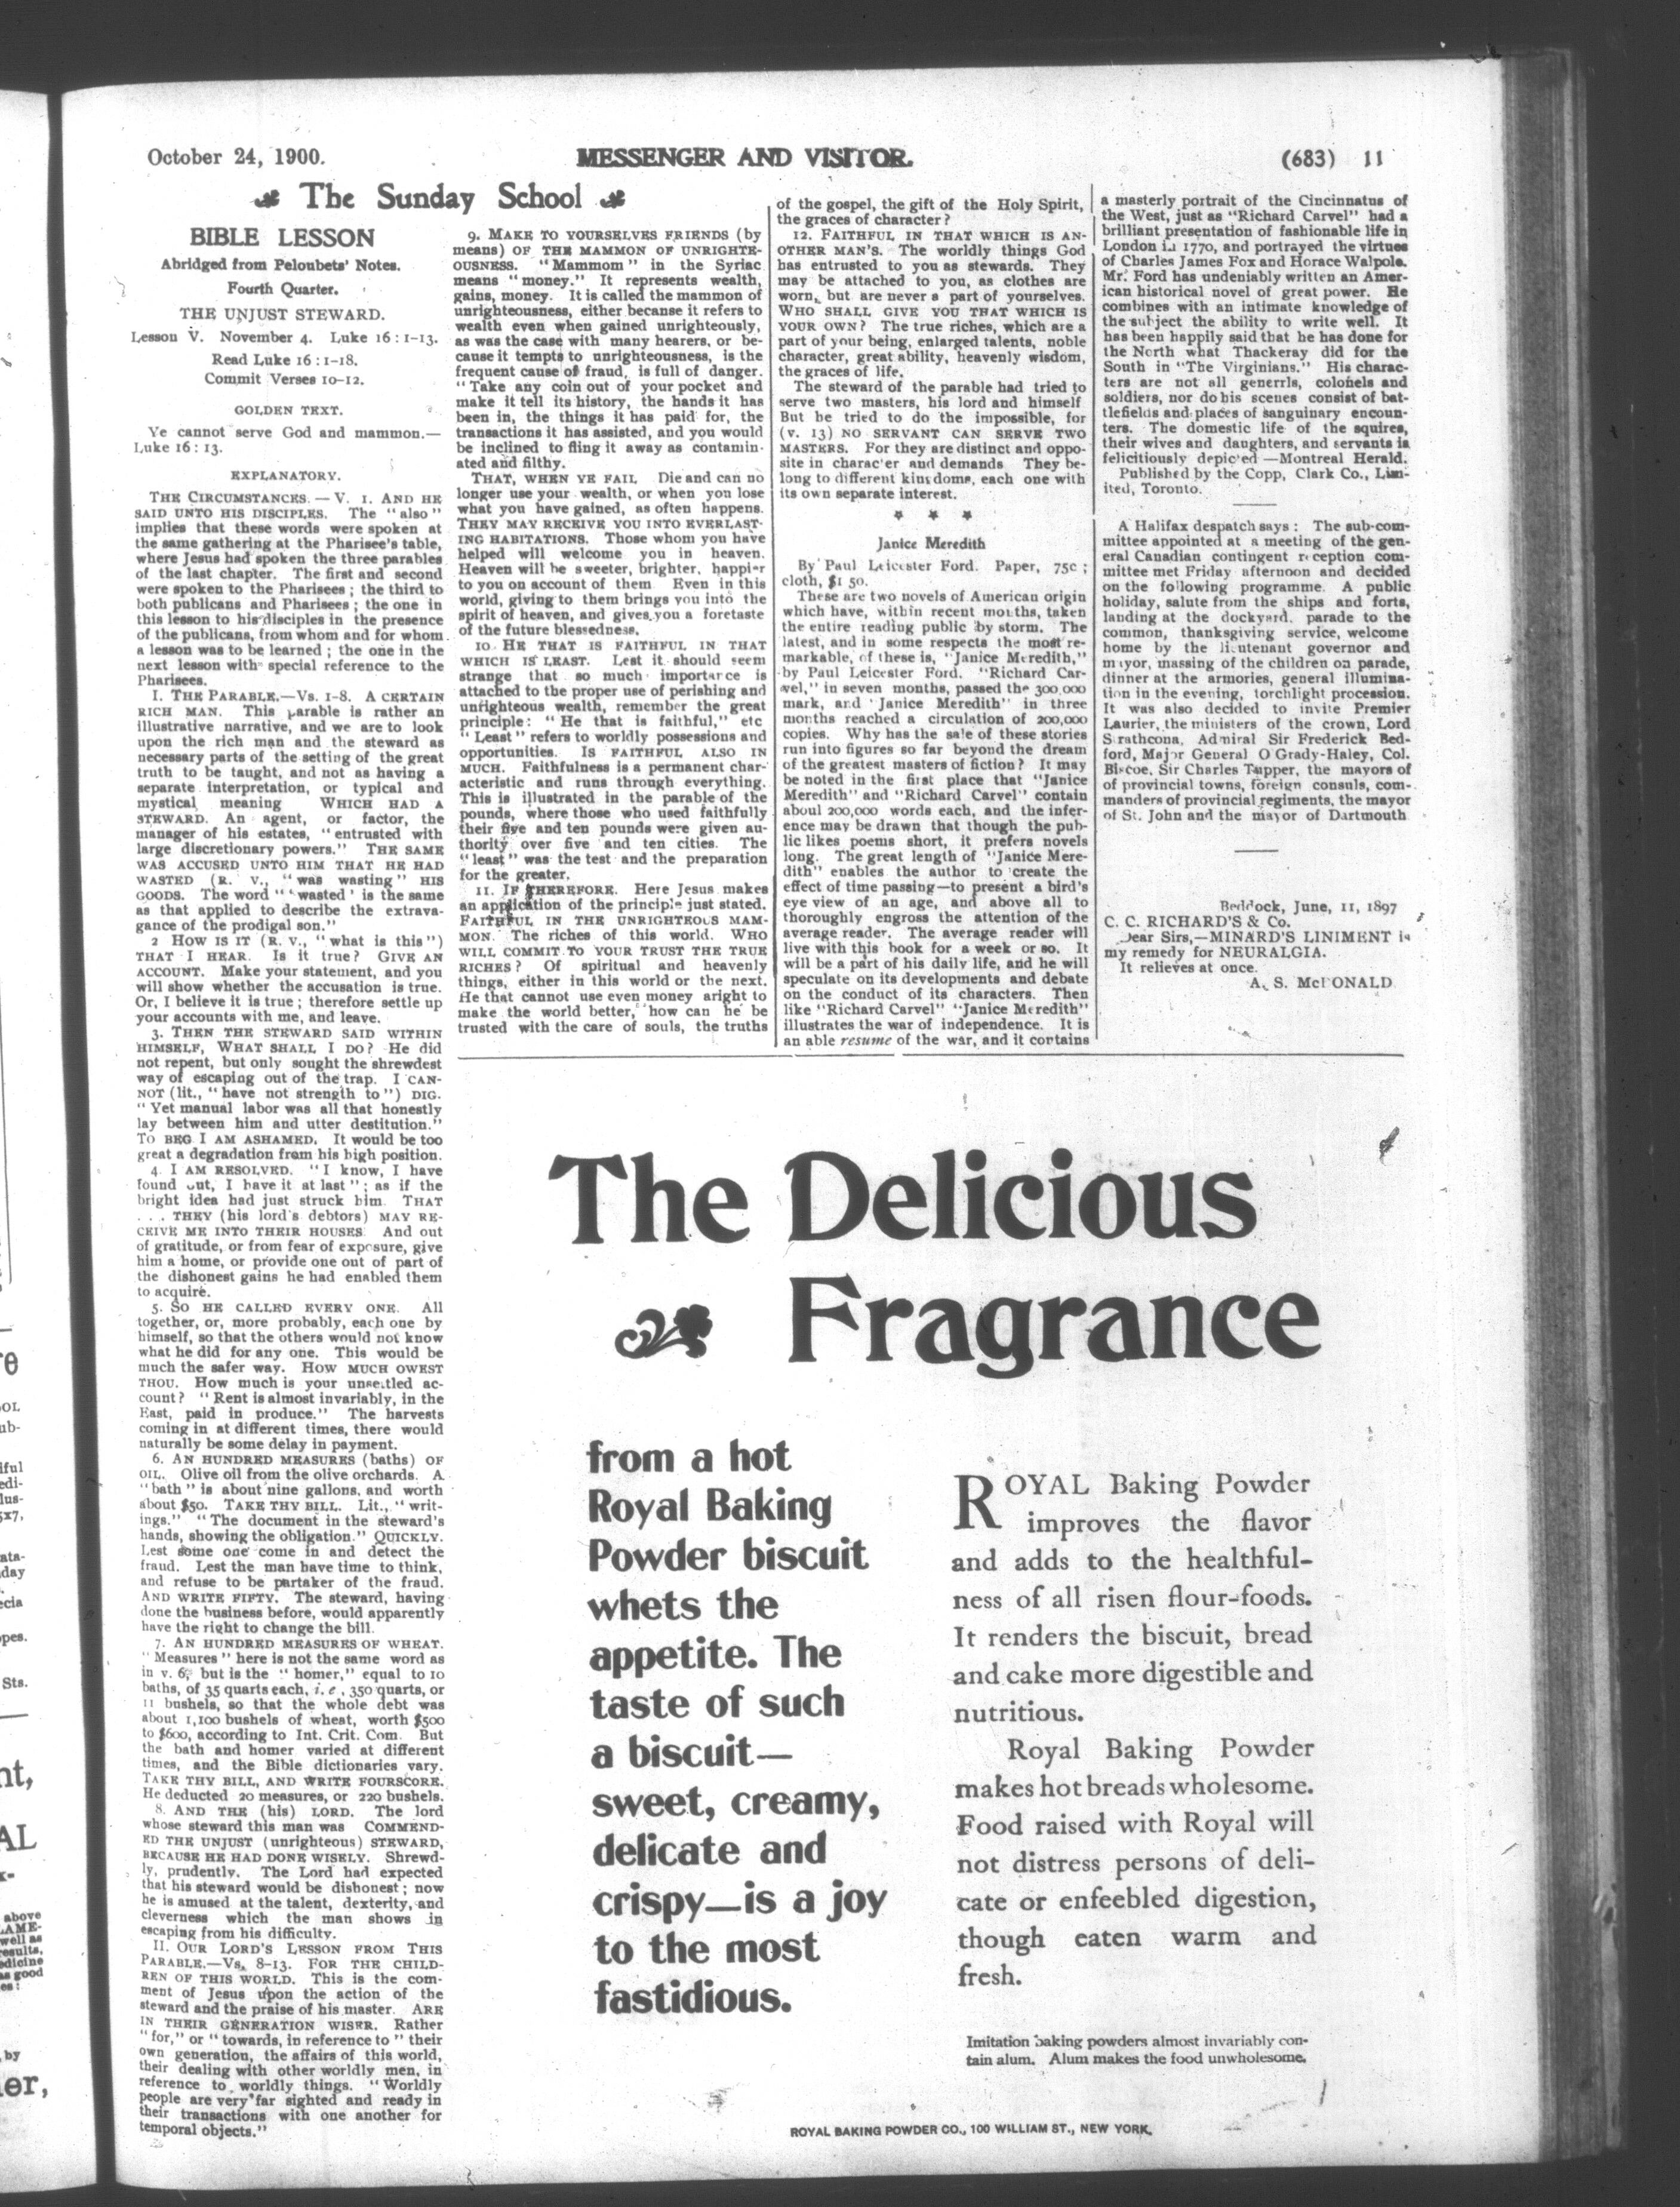 October 24, 1900.
MESSENGER AND VISITOR.
(683) 11
The Sunday School
BIBLE LESSON
Abridged from Peloubets' Notes.
Fourth Quarter.
THE UNJUST STEWARD.
Lesson V. November 4. Luke 16 : 1-13.
Read Luke 16 : 1-18.
Commit Verses 10-12.
GOLDEN TEXT.
Ye cannot serve God and mammon.—
Luke 16 : 13.
EXPLANATORY.
THE CIRCUMSTANCES. — V. 1. AND HE
SAID UNTO HIS DISCIPLES. The "also"
implies that these words were spoken at
the same gathering at the Pharisee's table,
where Jesus had spoken the three parables
of the last chapter. The first and second
were spoken to the Pharisees ; the third to
both publicans and Pharisees ; the one in
this lesson to his disciples in the presence
of the publicans, from whom and for whom
a lesson was to be learned ; the one in the
next lesson with special reference to the
Pharisees.
I. THE PARABLE.—Vs. 1-8. A CERTAIN
RICH MAN. This parable is rather an
illustrative narrative, and we are to look
upon the rich man and the steward as
necessary parts of the setting of the great
truth to be taught, and not as having a
separate interpretation, or typical and
mystical meaning WHICH HAD A
STEWARD. An agent, or factor, the
manager of his estates, "entrusted with
large discretionary powers." THE SAME
WAS ACCUSED UNTO HIM THAT HE HAD
WASTED (R. V., "was wasting" HIS
GOODS. The word "'wasted' is the same
as that applied to describe the extrava-
gance of the prodigal son."
2 HOW IS IT (R. V., "what is this")
THAT I HEAR. Is it true? GIVE AN
ACCOUNT. Make your statement, and you
will show whether the accusation is true.
Or, I believe it is true ; therefore settle up
your accounts with me, and leave.
3. THEN THE STEWARD SAID WITHIN
HIMSELF, WHAT SHALL I DO? He did
not repent, but only sought the shrewdest
way of escaping out of the trap. I CAN-
NOT (lit., "have not strength to") DIG.
"Yet manual labor was all that honestly
lay between him and utter destitution."
TO BEG I AM ASHAMED. It would be too
great a degradation from his high position.
4. I AM RESOLVED. "I know, I have
found out, I have it at last"; as if the
bright idea had just struck him. THAT
. . . THEY (his lord's debtors) MAY RE-
CEIVE ME INTO THEIR HOUSES. And out
of gratitude, or from fear of exposure, give
him a home, or provide one out of part of
the dishonest gains he had enabled them
to acquire.
5. SO HE CALLED EVERY ONE. All
together, or, more probably, each one by
himself, so that the others would not know
what he did for any one. This would be
much the safer way. HOW MUCH OWEST
THOU. How much is your unsettled ac-
count? "Rent is almost invariably, in the
East, paid in produce." The harvests
coming in at different times, there would
naturally be some delay in payment.
6. AN HUNDRED MEASURES (baths) OF
OIL. Olive oil from the olive orchards. A
"bath" is about nine gallons, and worth
about $50. TAKE THY BILL. Lit., "writ-
ings." "The document in the steward's
hands, showing the obligation." QUICKLY.
Lest some one come in and detect the
fraud. Lest the man have time to think,
and refuse to be partaker of the fraud.
AND WRITE FIFTY. The steward, having
done the business before, would apparently
have the right to change the bill.
7. AN HUNDRED MEASURES OF WHEAT.
"Measures" here is not the same word as
in v. 6, but is the "homer," equal to 10
baths, of 35 quarts each, i. e , 350 quarts, or
11 bushels, so that the whole debt was
about 1,100 bushels of wheat, worth $500
to $600, according to Int. Crit. Com. But
the bath and homer varied at different
times, and the Bible dictionaries vary.
TAKE THY BILL, AND WRITE FOURSCORE.
He deducted 20 measures, or 220 bushels.
8. AND THE (his) LORD. The lord
whose steward this man was COMMEND-
ED THE UNJUST (unrighteous) STEWARD,
BECAUSE HE HAD DONE WISELY. Shrewd-
ly, prudently. The Lord had expected
that his steward would be dishonest ; now
he is amused at the talent, dexterity, and
cleverness which the man shows in
escaping from his difficulty.
II. OUR LORD'S LESSON FROM THIS
PARABLE.—Vs. 8-13. FOR THE CHILD-
REN OF THIS WORLD. This is the com-
ment of Jesus upon the action of the
steward and the praise of his master. ARE
IN THEIR GENERATION WISER. Rather
"for," or "towards, in reference to" their
own generation, the affairs of this world,
their dealing with other worldly men, in
reference to worldly things. "Worldly
people are very far sighted and ready in
their transactions with one another for
temporal objects."
9. MAKE TO YOURSELVES FRIENDS (by
means) OF THE MAMMON OF UNRIGHTE-
OUSNESS. "Mammom" in the Syriac
means "money." It represents wealth,
gains, money. It is called the mammon of
unrighteousness, either becanse it refers to
wealth even when gained unrighteously,
as was the case with many hearers, or be-
cause it tempts to unrighteousness, is the
frequent cause of fraud, is full of danger.
"Take any coin out of your pocket and
make it tell its history, the hands it has
been in, the things it has paid for, the
transactions it has assisted, and you would
be inclined to fling it away as contamin-
ated and filthy.
THAT, WHEN YE FAIL Die and can no
longer use your wealth, or when you lose
what you have gained, as often happens.
THEY MAY RECEIVE YOU INTO EVERLAST-
ING HABITATIONS. Those whom you have
helped will welcome you in heaven.
Heaven will be sweeter, brighter, happier
to you on account of them Even in this
world, giving to them brings you into the
spirit of heaven, and gives you a foretaste
of the future blessedness.
10. HE THAT IS FAITHFUL IN THAT
WHICH IS LEAST. Lest it should seem
strange that so much importance is
attached to the proper use of perishing and
unrighteous wealth, remember the great
principle: "He that is faithful," etc
"Least" refers to worldly possessions and
opportunities. IS FAITHFUL ALSO IN
MUCH. Faithfulness is a permanent char-
acteristic and runs through everything.
This is illustrated in the parable of the
pounds, where those who used faithfully
their five and ten pounds were given au-
thority over five and ten cities. The
"least" was the test and the preparation
for the greater.
11. IF THEREFORE. Here Jesus makes
an application of the principle just stated.
FAITHFUL IN THE UNRIGHTEOUS MAM-
MON. The riches of this world. WHO
WILL COMMIT TO YOUR TRUST THE TRUE
RICHES? Of spiritual and heavenly
things, either in this world or the next.
He that cannot use even money aright to
make the world better, how can he be
trusted with the care of souls, the truths
of the gospel, the gift of the Holy Spirit,
the graces of character?
12. FAITHFUL IN THAT WHICH IS AN-
OTHER MAN'S. The worldly things God
has entrusted to you as stewards. They
may be attached to you, as clothes are
worn, but are never a part of yourselves.
WHO SHALL GIVE YOU THAT WHICH IS
YOUR OWN? The true riches, which are a
part of your being, enlarged talents, noble
character, great ability, heavenly wisdom,
the graces of life.
The steward of the parable had tried to
serve two masters, his lord and himself
But he tried to do the impossible, for
(v. 13) NO SERVANT CAN SERVE TWO
MASTERS. For they are distinct and oppo-
site in character and demands They be-
long to different kingdoms, each one with
its own separate interest.
* * *
Janice Meredith
By Paul Leicester Ford. Paper, 75c ;
cloth, $1 50.
These are two novels of American origin
which have, within recent months, taken
the entire reading public by storm. The
latest, and in some respects the most re-
markable, of these is, "Janice Meredith,"
by Paul Leicester Ford. "Richard Car-
vel," in seven months, passed the 300,000
mark, and 'Janice Meredith" in three
months reached a circulation of 200,000
copies. Why has the sale of these stories
run into figures so far beyond the dream
of the greatest masters of fiction? It may
be noted in the first place that "Janice
Meredith" and "Richard Carvel" contain
aboul 200,000 words each, and the infer-
ence may be drawn that though the pub-
lic likes poems short, it prefers novels
long. The great length of "Janice Mere-
dith" enables the author to create the
effect of time passing—to present a bird's
eye view of an age, and above all to
thoroughly engross the attention of the
average reader. The average reader will
live with this book for a week or so. It
will be a part of his daily life, and he will
speculate on its developments and debate
on the conduct of its characters. Then
like "Richard Carvel" "Janice Meredith"
illustrates the war of independence. It is
an able resume of the war, and it contains
a masterly portrait of the Cincinnatus of
the West, just as "Richard Carvel" had a
brilliant presentation of fashionable life in
London in 1770, and portrayed the virtues
of Charles James Fox and Horace Walpole.
Mr. Ford has undeniably written an Amer-
ican historical novel of great power. He
combines with an intimate knowledge of
the subject the ability to write well. It
has been happily said that he has done for
the North what Thackeray did for the
South in "The Virginians." His charac-
ters are not all generrls, colonels and
soldiers, nor do his scenes consist of bat-
tlefields and places of sanguinary encoun-
ters. The domestic life of the squires,
their wives and daughters, and servants is
felicitiously depicted —Montreal Herald.
Published by the Copp, Clark Co., Lim-
ited, Toronto.
A Halifax despatch says : The sub-com-
mittee appointed at a meeting of the gen-
eral Canadian contingent reception com-
mittee met Friday afternoon and decided
on the following programme. A public
holiday, salute from the ships and forts,
landing at the dockyard, parade to the
common, thanksgiving service, welcome
home by the lieutenant governor and
mayor, massing of the children on parade,
dinner at the armories, general illumina-
tion in the evening, torchlight procession.
It was also decided to invite Premier
Laurier, the ministers of the crown, Lord
Strathcona, Admiral Sir Frederick Bed-
ford, Major General O Grady-Haley, Col.
Biscoe, Sir Charles Tupper, the mayors of
of provincial towns, foreign consuls, com-
manders of provincial regiments, the mayor
of St. John and the mayor of Dartmouth
Beddock, June, 11, 1897
C. C. RICHARD'S & Co.
Dear Sirs,—MINARD'S LINIMENT is
my remedy for NEURALGIA.
It relieves at once.
A. S. McDONALD.
The Delicious
Fragrance
from a hot
Royal Baking
Powder biscuit
whets the
appetite. The
taste of such
a biscuit—
sweet, creamy,
delicate and
crispy—is a joy
to the most
fastidious.
ROYAL Baking Powder
improves the flavor
and adds to the healthful-
ness of all risen flour-foods.
It renders the biscuit, bread
and cake more digestible and
nutritious.
Royal Baking Powder
makes hot breads wholesome.
Food raised with Royal will
not distress persons of deli-
cate or enfeebled digestion,
though eaten warm and
fresh.
Imitation baking powders almost invariably con-
tain alum. Alum makes the food unwholesome.
ROYAL BAKING POWDER CO., 100 WILLIAM ST., NEW YORK.